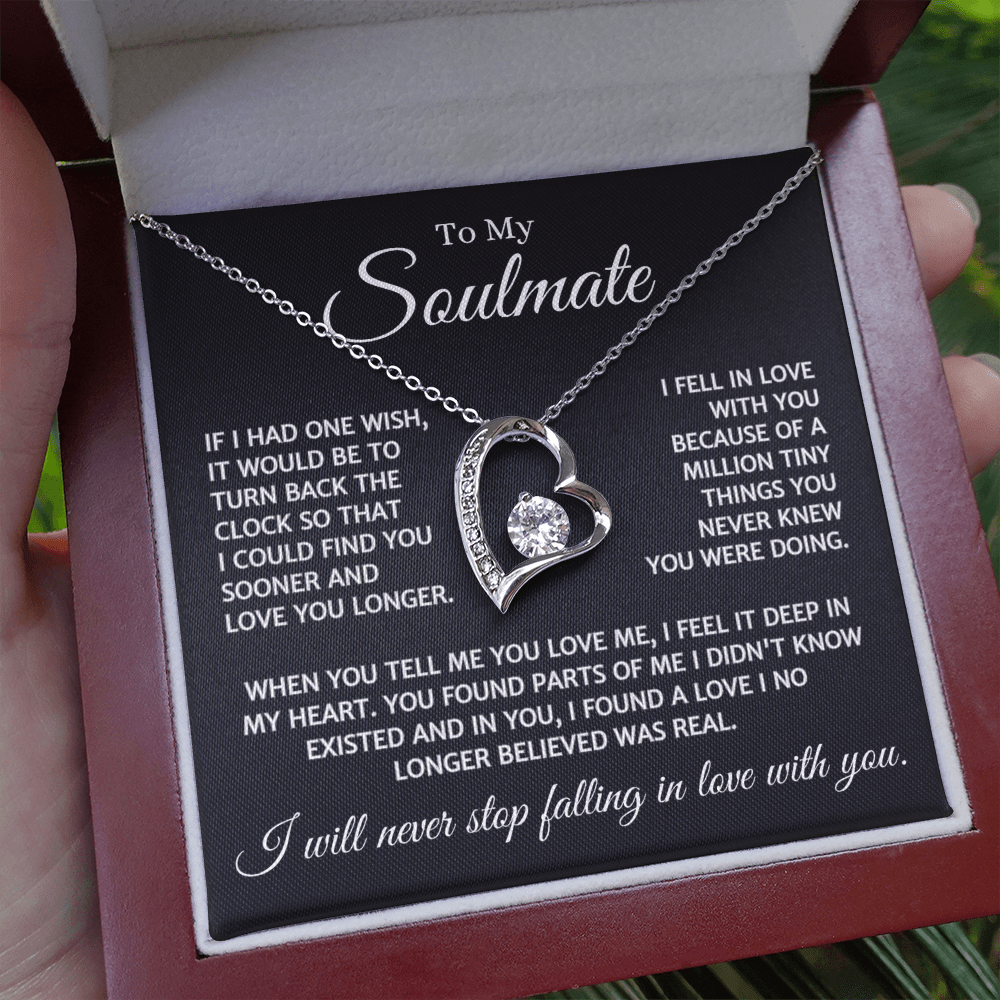 To My
Soulmate
IF I HAD ONE WISH,
IT WOULD BE TO
TURN BACK THE
CLOCK SO THAT
I COULD FIND YOU
SOONER AND
LOVE YOU LONGER.
I FELL IN LOVE
WITH YOU
BECAUSE OF A
MILLION TINY
THINGS YOU
NEVER KNEW
YOU WERE DOING.
WHEN YOU TELL ME YOU LOVE ME, I FEEL IT DEEP IN
MY HEART. YOU FOUND PARTS OF ME I DIDN'T KNOW
EXISTED AND IN YOU, I FOUND A LOVE I NO
LONGER BELIEVED WAS REAL.
I will never stop falling in love with you.